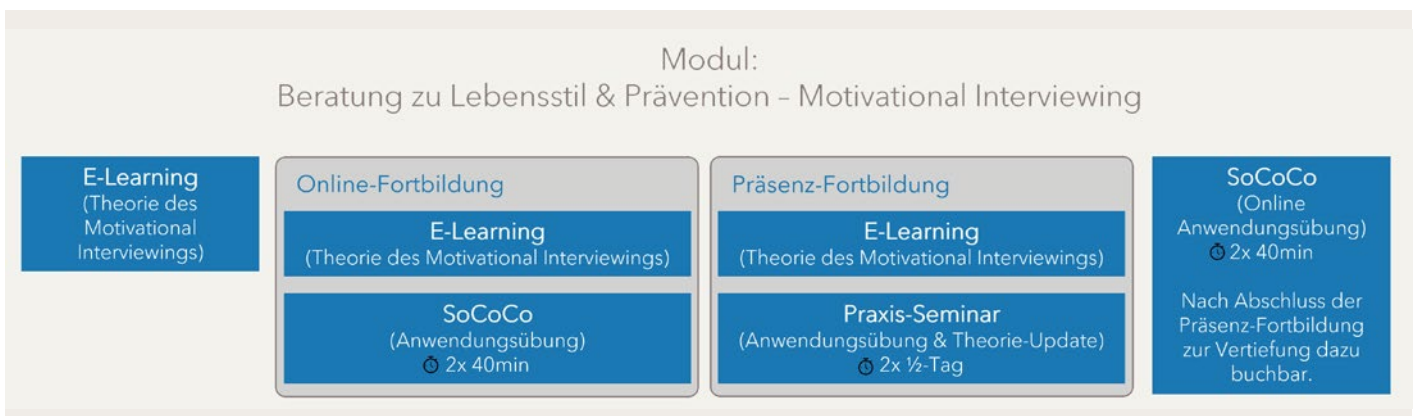 Modul:
Beratung zu Lebensstil & Prävention – Motivational Interviewing
E-Learning
(Theorie des
Motivational
Interviewings)
Online-Fortbildung
E-Learning
(Theorie des Motivational Interviewings)
SoCoCo
(Anwendungsübung)
⏱ 2x 40min
Präsenz-Fortbildung
E-Learning
(Theorie des Motivational Interviewings)
Praxis-Seminar
(Anwendungsübung & Theorie-Update)
⏱ 2x ½-Tag
SoCoCo
(Online
Anwendungsübung)
⏱ 2x 40min
Nach Abschluss der
Präsenz-Fortbildung
zur Vertiefung dazu
buchbar.